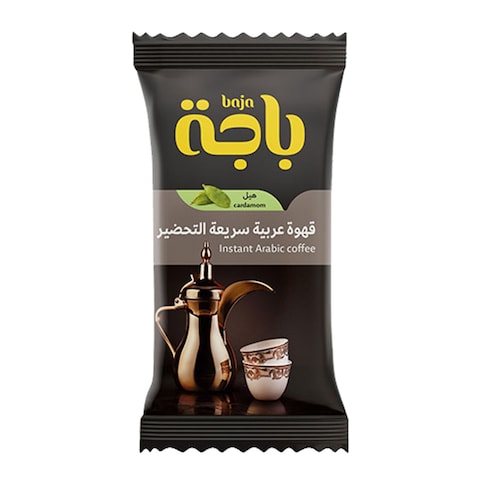 baja
باجة
هيل
cardamom
قهوة عربية سريعة التحضير
Instant Arabic coffee